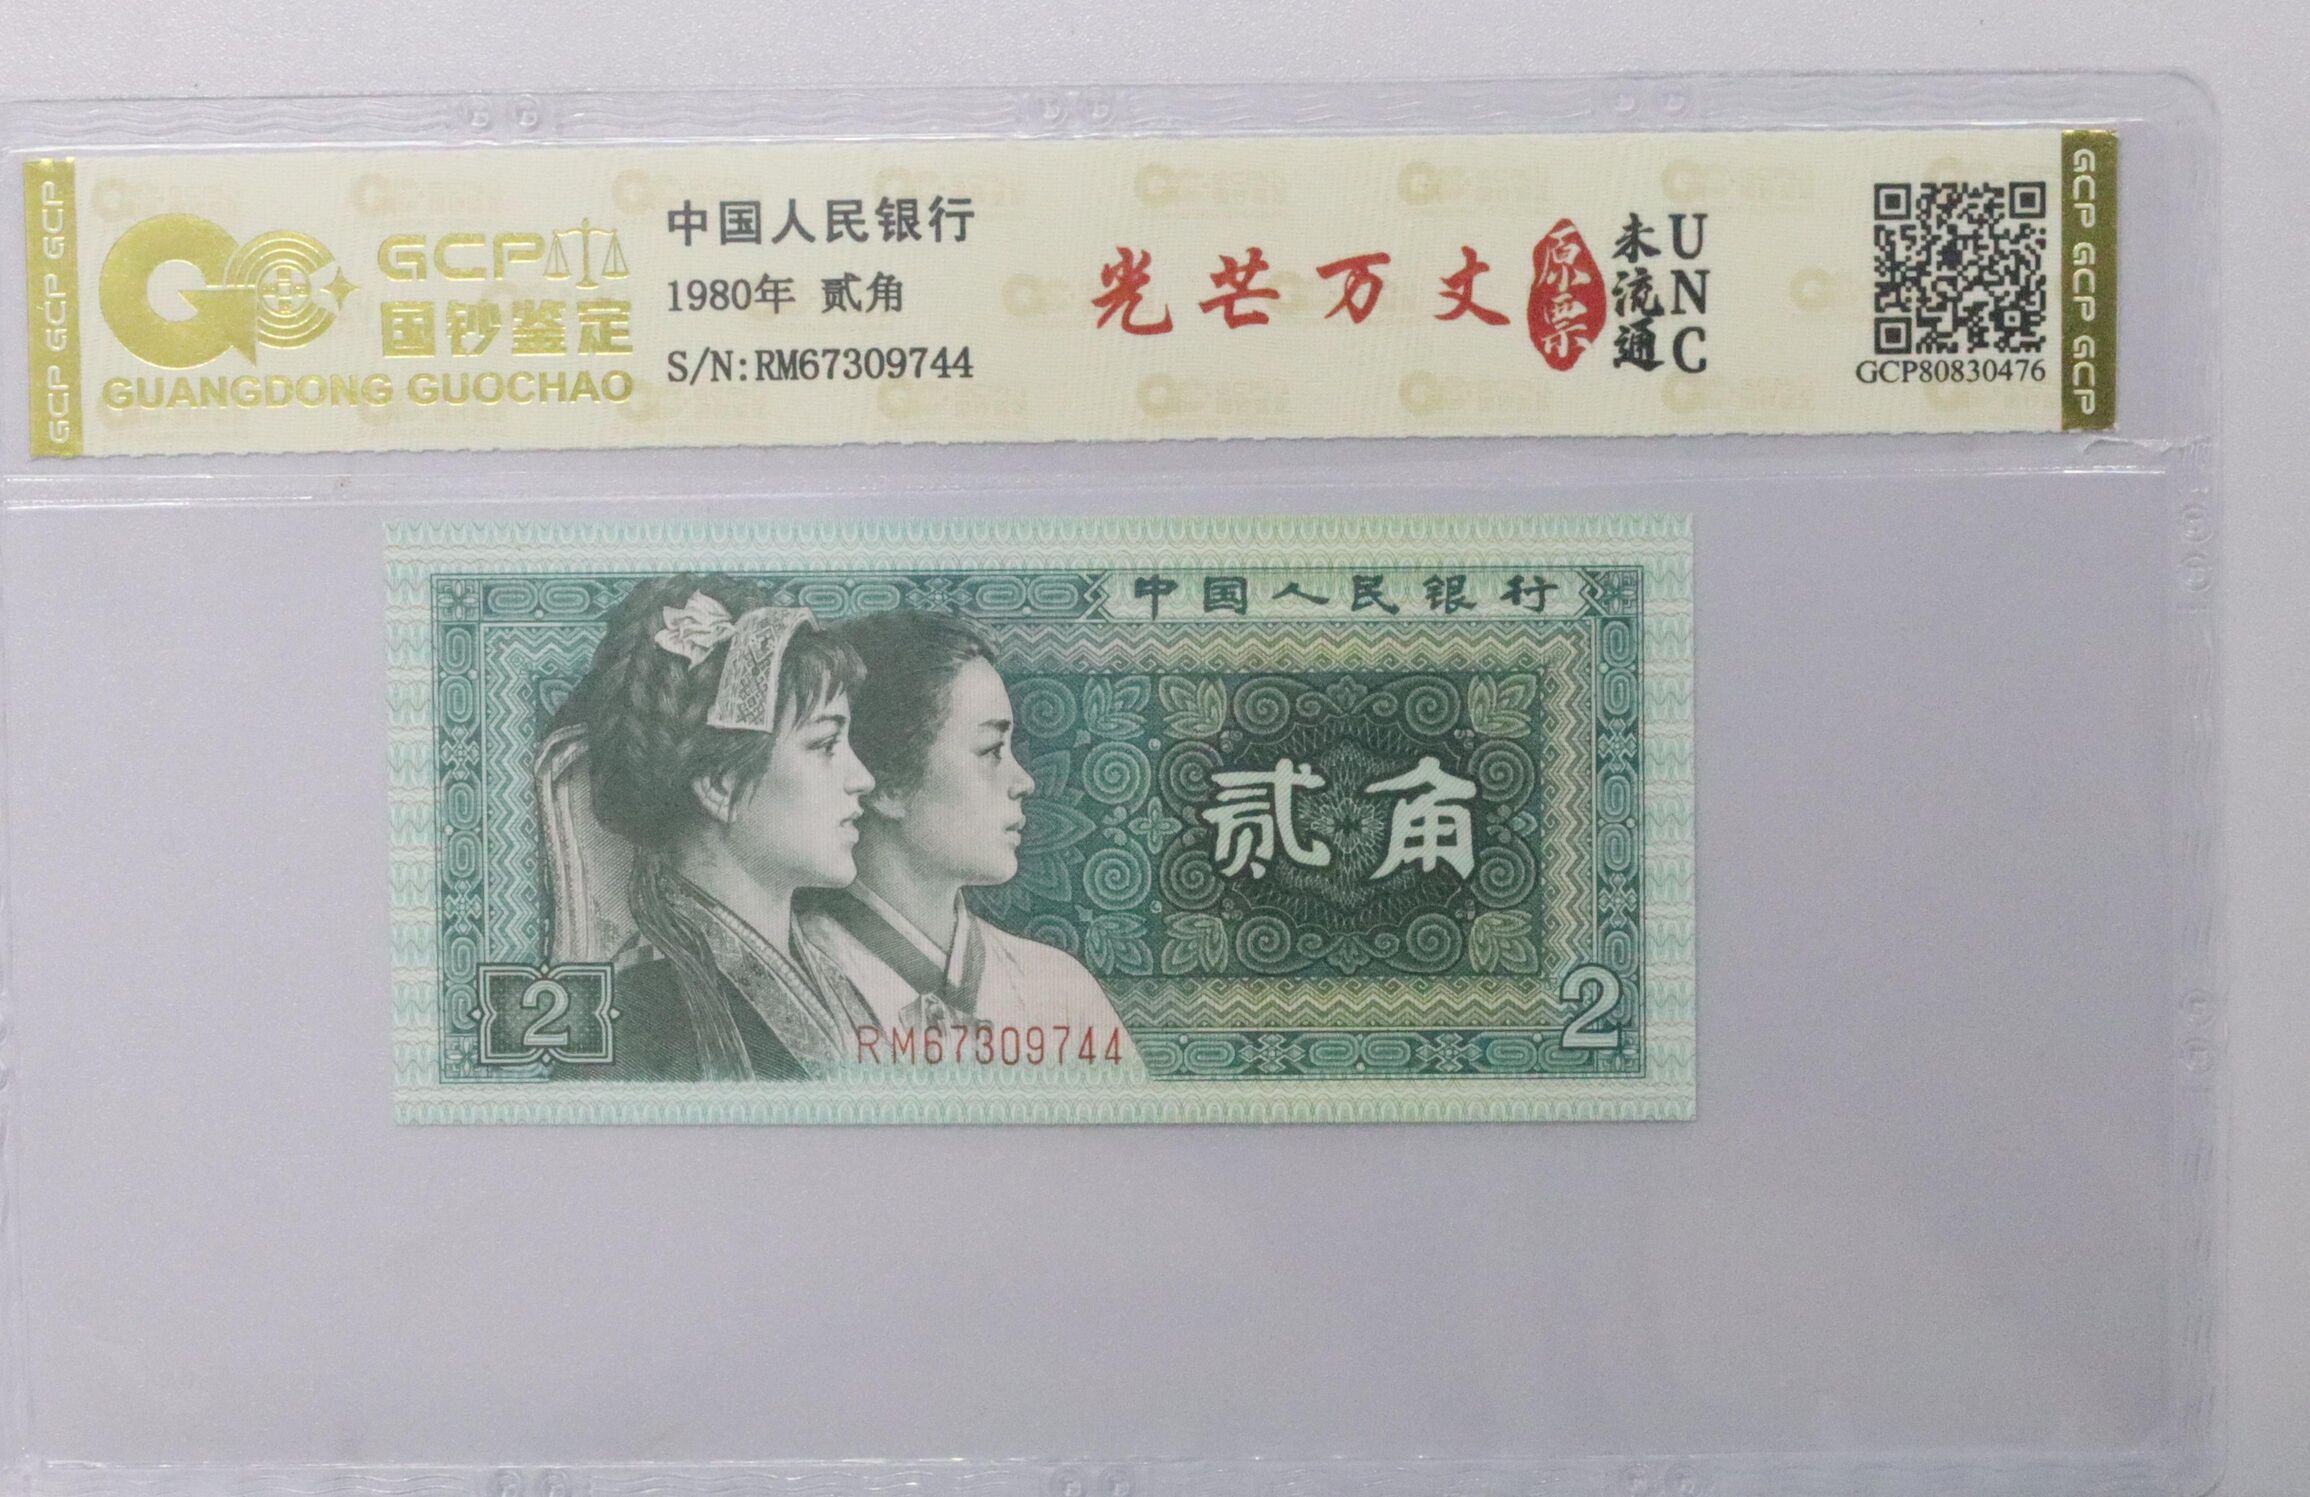 GCP GCP GCP
GCP
国钞鉴定
GUANGDONG GUOCHAO
中国人民银行
1980年 贰角
S/N:RM67309744
光芒万丈
原票
未流通
UNC
GCP80830476
GCP GCP GCP
中国人民银行
贰角
2
2
RM67309744